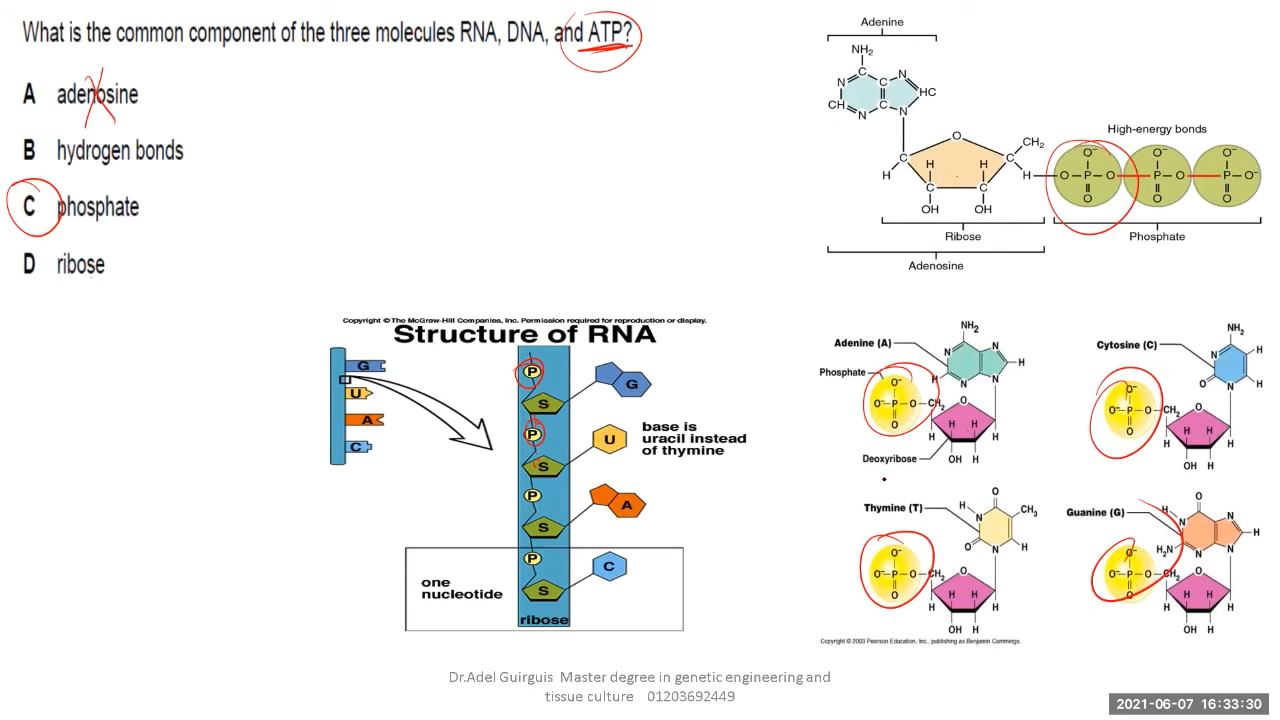 What is the common component of the three molecules RNA, DNA, and ATP?
A adenosine
B hydrogen bonds
C phosphate
D ribose
Adenine
NH₂
C
N
N
C
HC
CH
C
N
N
O
CH₂
C
H
H
C
H
H
C
C
OH
OH
High-energy bonds
O⁻
O⁻
O⁻
O
P
O
P
O
P
O⁻
O
O
O
Ribose
Phosphate
Adenosine
Copyright © The McGraw-Hill Companies, Inc. Permission required for reproduction or display.
Structure of RNA
G
U
A
C
P
S
G
P
S
U
P
S
A
P
S
C
base is
uracil instead
of thymine
one
nucleotide
ribose
Adenine (A)
NH₂
N
N
H
H
N
N
Phosphate
O⁻
O⁻
P
O
CH₂
O
O
H
H
H
H
Deoxyribose
OH
H
Cytosine (C)
NH₂
H
N
O
N
H
O⁻
O⁻
P
O
CH₂
O
O
H
H
H
H
OH
H
Thymine (T)
O
H
N
CH₃
O
N
H
O⁻
O⁻
P
O
CH₂
O
O
H
H
H
H
OH
H
Guanine (G)
O
H
N
N
H
H₂N
N
N
O⁻
O⁻
P
O
CH₂
O
O
H
H
H
H
OH
H
Copyright © 2003 Pearson Education, Inc., publishing as Benjamin Cummings.
Dr.Adel Guirguis Master degree in genetic engineering and
tissue culture 01203692449
2021-06-07 16:33:30